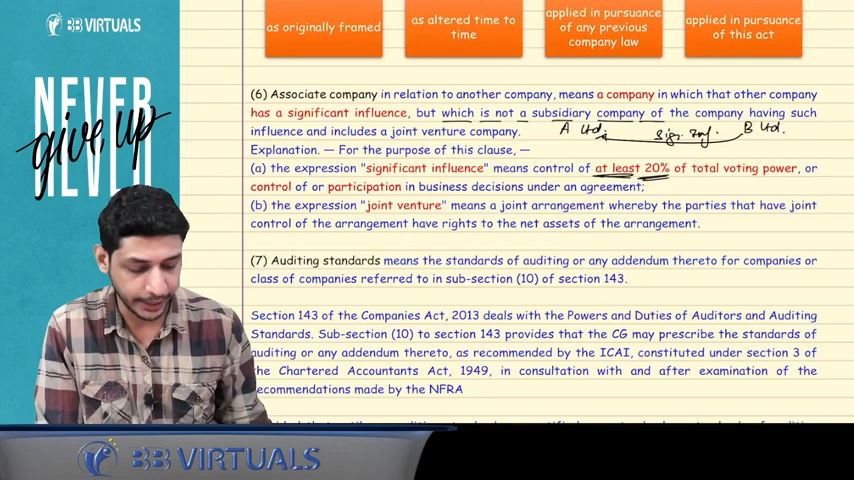 BB VIRTUALS
NEVER
give up
NEVER
as originally framed
as altered time to
time
applied in pursuance
of any previous
company law
applied in pursuance
of this act
(6) Associate company in relation to another company, means a company in which that other company
has a significant influence, but which is not a subsidiary company of the company having such
influence and includes a joint venture company.
A Ltd. Sig. Inf. B Ltd.
Explanation. — For the purpose of this clause, —
(a) the expression "significant influence" means control of at least 20% of total voting power, or
control of or participation in business decisions under an agreement;
(b) the expression "joint venture" means a joint arrangement whereby the parties that have joint
control of the arrangement have rights to the net assets of the arrangement.
(7) Auditing standards means the standards of auditing or any addendum thereto for companies or
class of companies referred to in sub-section (10) of section 143.
Section 143 of the Companies Act, 2013 deals with the Powers and Duties of Auditors and Auditing
Standards. Sub-section (10) to section 143 provides that the CG may prescribe the standards of
auditing or any addendum thereto, as recommended by the ICAI, constituted under section 3 of
the Chartered Accountants Act, 1949, in consultation with and after examination of the
recommendations made by the NFRA
BB VIRTUALS